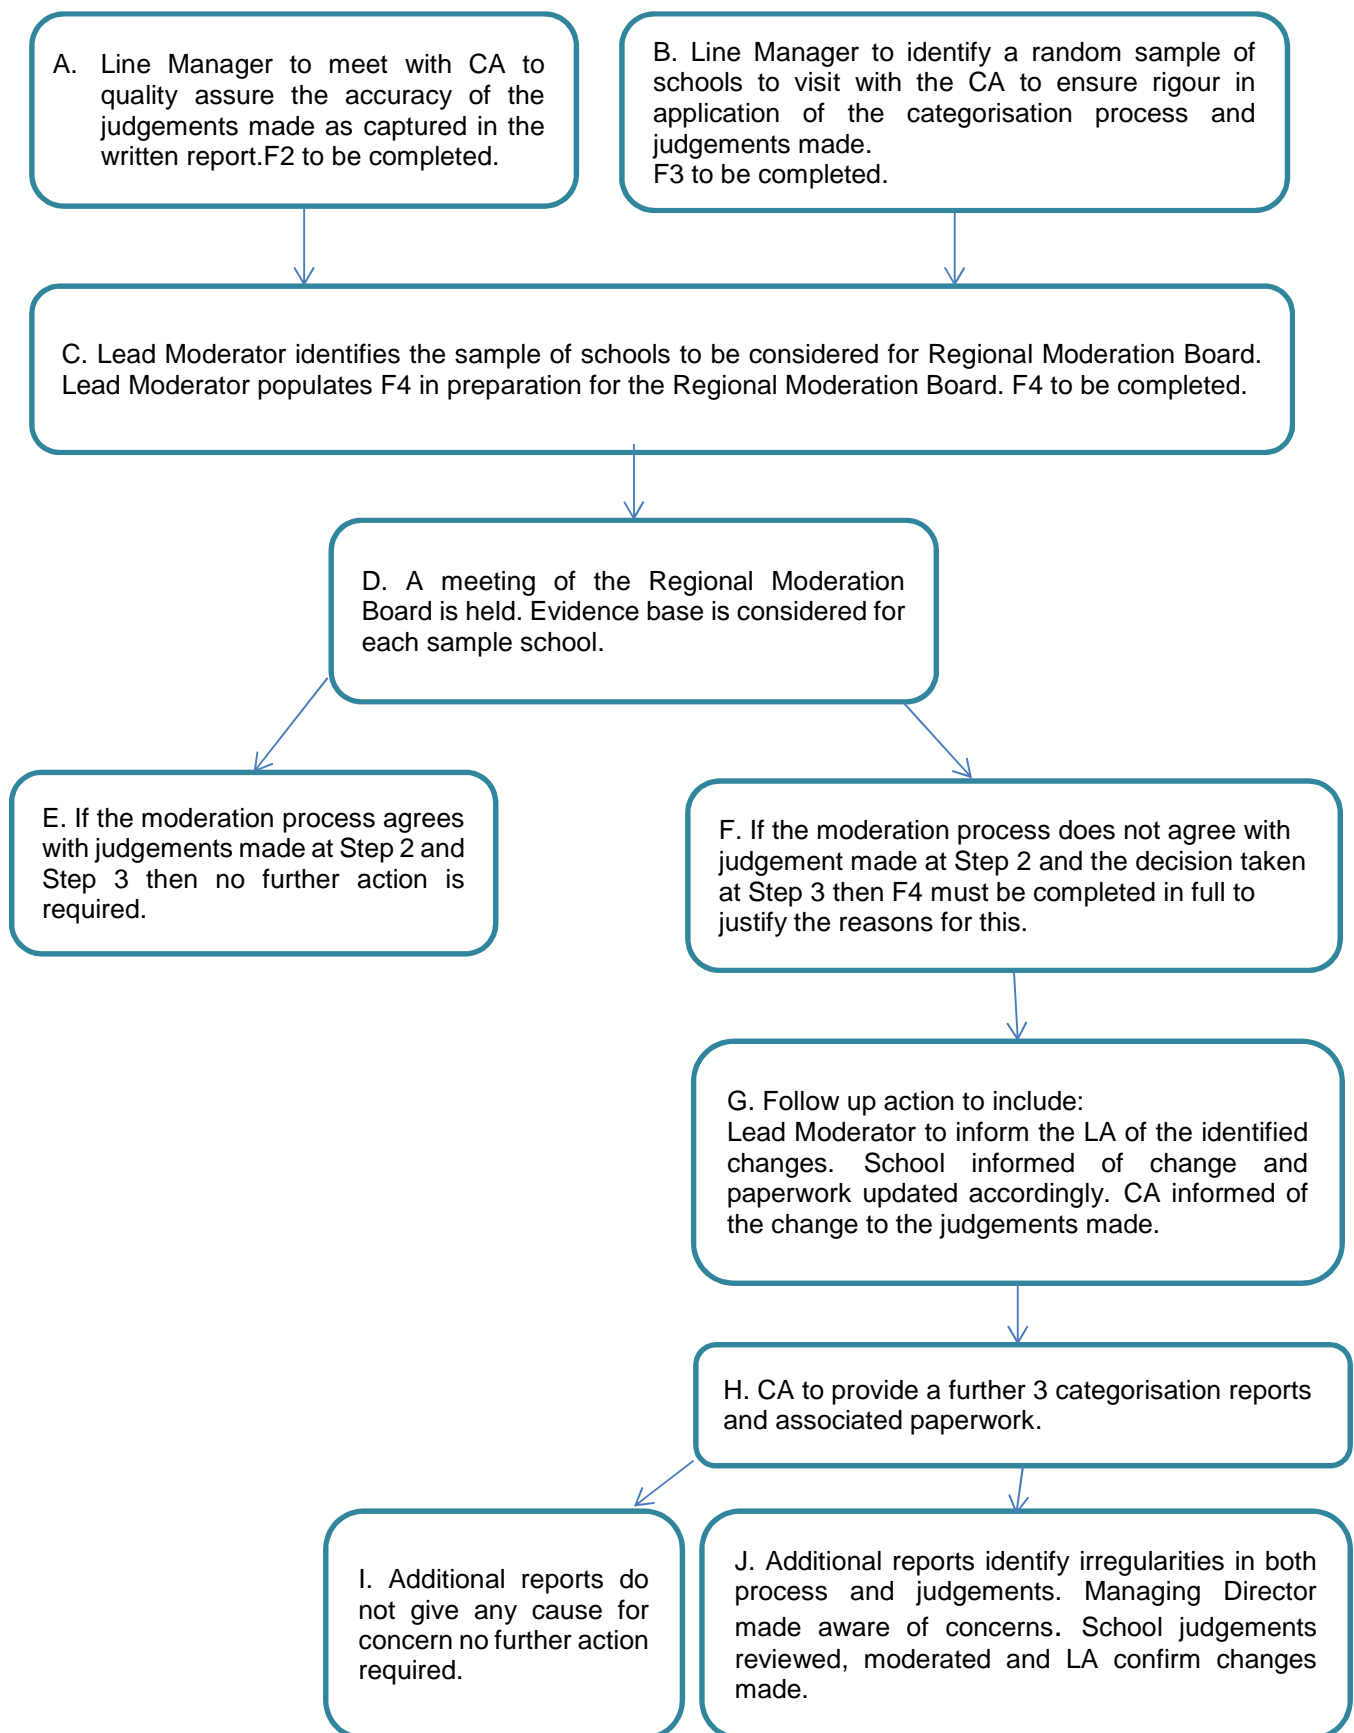 A. Line Manager to meet with CA to
quality assure the accuracy of the
judgements made as captured in the
written report.F2 to be completed.
B. Line Manager to identify a random sample of
schools to visit with the CA to ensure rigour in
application of the categorisation process and
judgements made.
F3 to be completed.
C. Lead Moderator identifies the sample of schools to be considered for Regional Moderation Board.
Lead Moderator populates F4 in preparation for the Regional Moderation Board. F4 to be completed.
D. A meeting of the Regional Moderation
Board is held. Evidence base is considered for
each sample school.
E. If the moderation process agrees
with judgements made at Step 2 and
Step 3 then no further action is
required.
F. If the moderation process does not agree with
judgement made at Step 2 and the decision taken
at Step 3 then F4 must be completed in full to
justify the reasons for this.
G. Follow up action to include:
Lead Moderator to inform the LA of the identified
changes. School informed of change and
paperwork updated accordingly. CA informed of
the change to the judgements made.
H. CA to provide a further 3 categorisation reports
and associated paperwork.
I. Additional reports do
not give any cause for
concern no further action
required.
J. Additional reports identify irregularities in both
process and judgements. Managing Director
made aware of concerns. School judgements
reviewed, moderated and LA confirm changes
made.